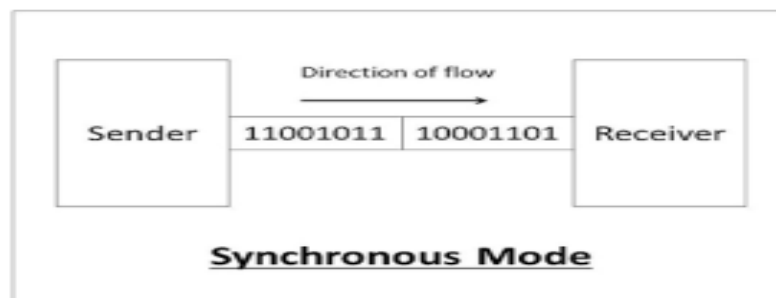 Direction of flow
Sender 11001011 10001101 Receiver
Synchronous Mode